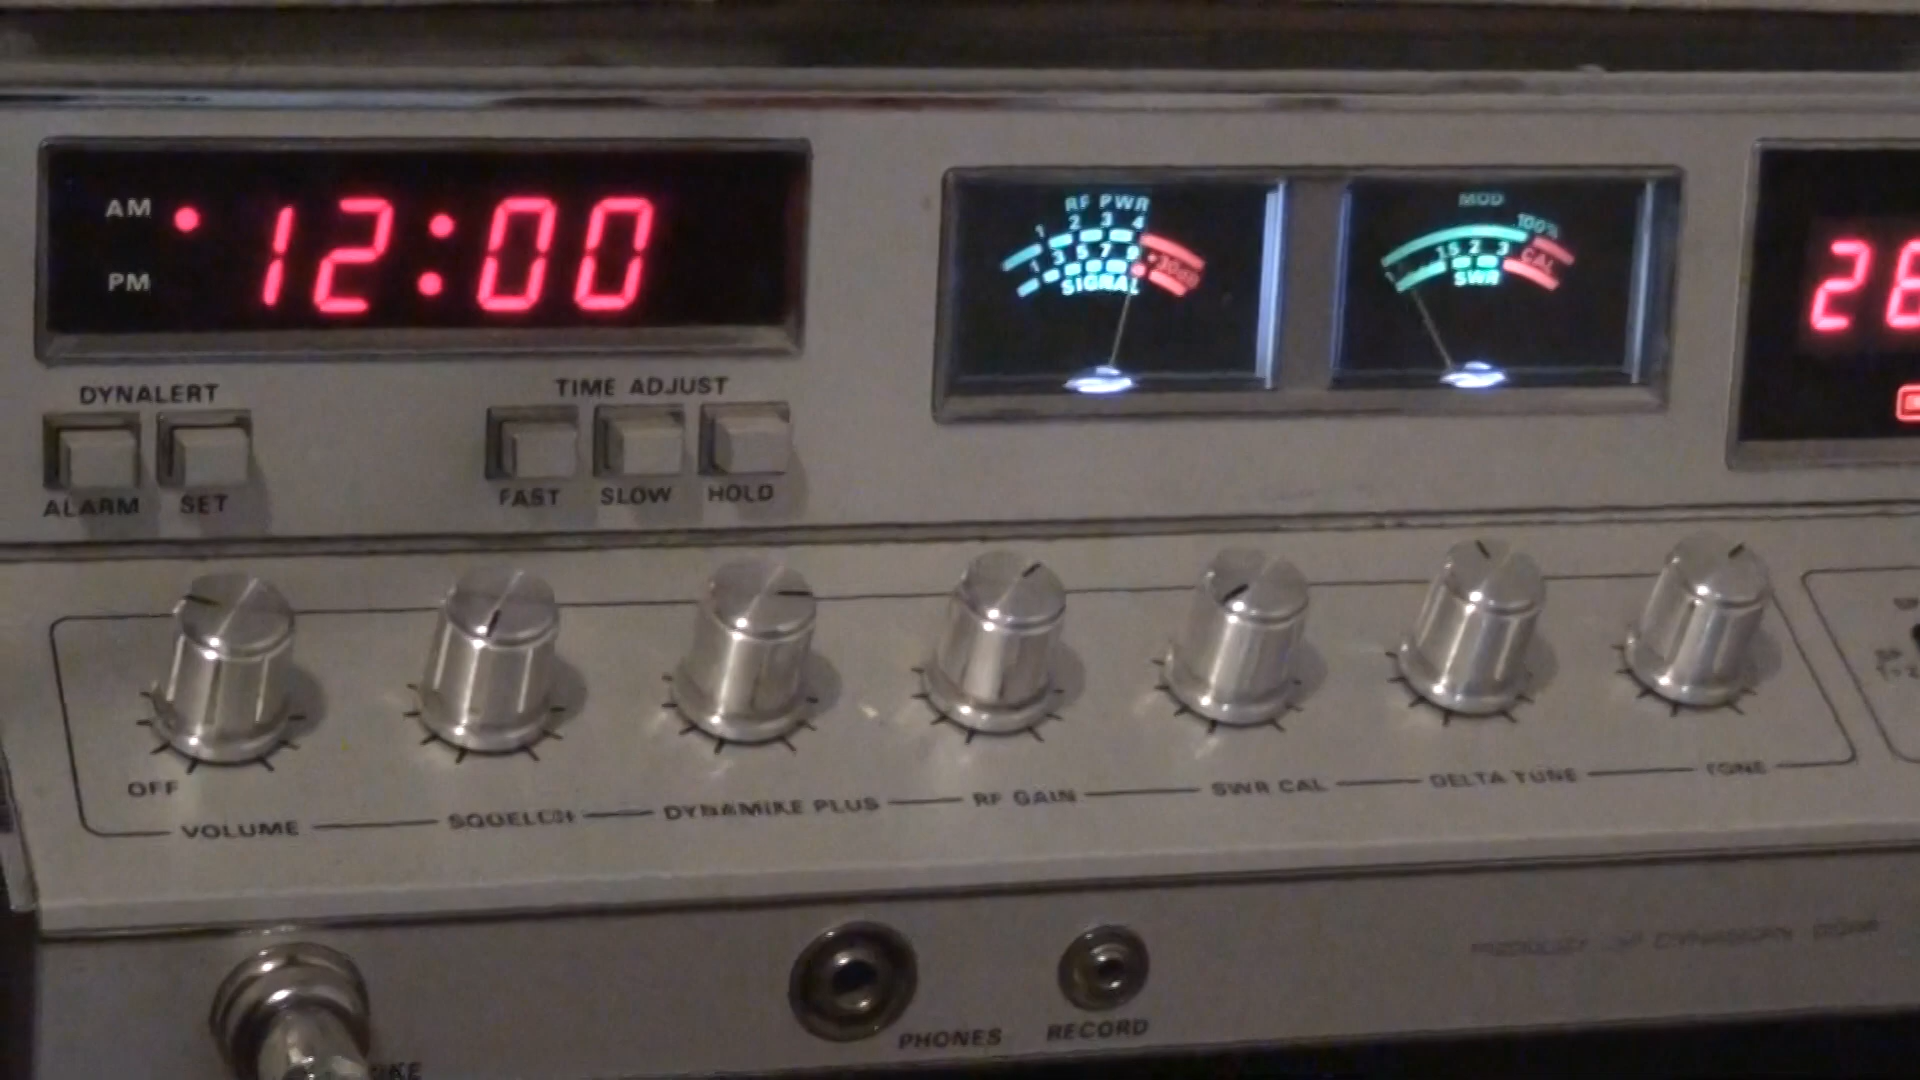 AM
PM
12:00
DYNALERT
ALARM
SET
TIME ADJUST
FAST
SLOW
HOLD
RF PWR
1 2 3 4
1 3 5 7 9 +30dB
SIGNAL
MOD
100%
1 1.5 2 3 CAL
SWR
OFF
VOLUME
SQUELCH
DYNAMIKE PLUS
RF GAIN
SWR CAL
DELTA TUNE
TONE
PHONES
RECORD